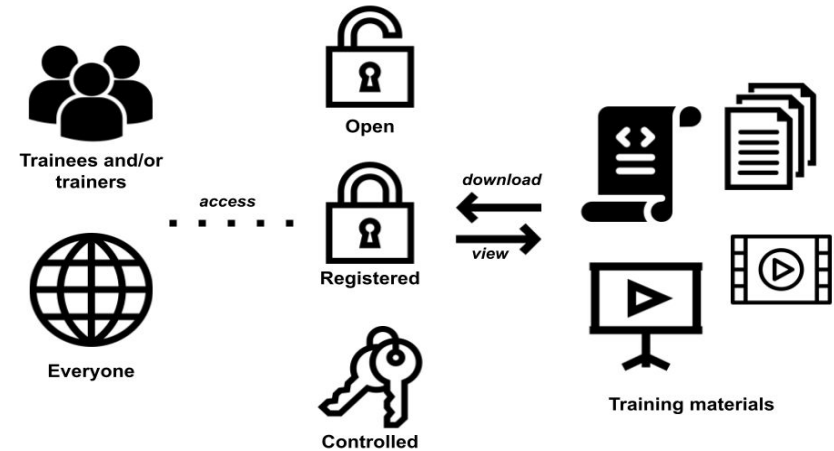 Trainees and/or
trainers
Everyone
access
Open
Registered
Controlled
download
view
Training materials